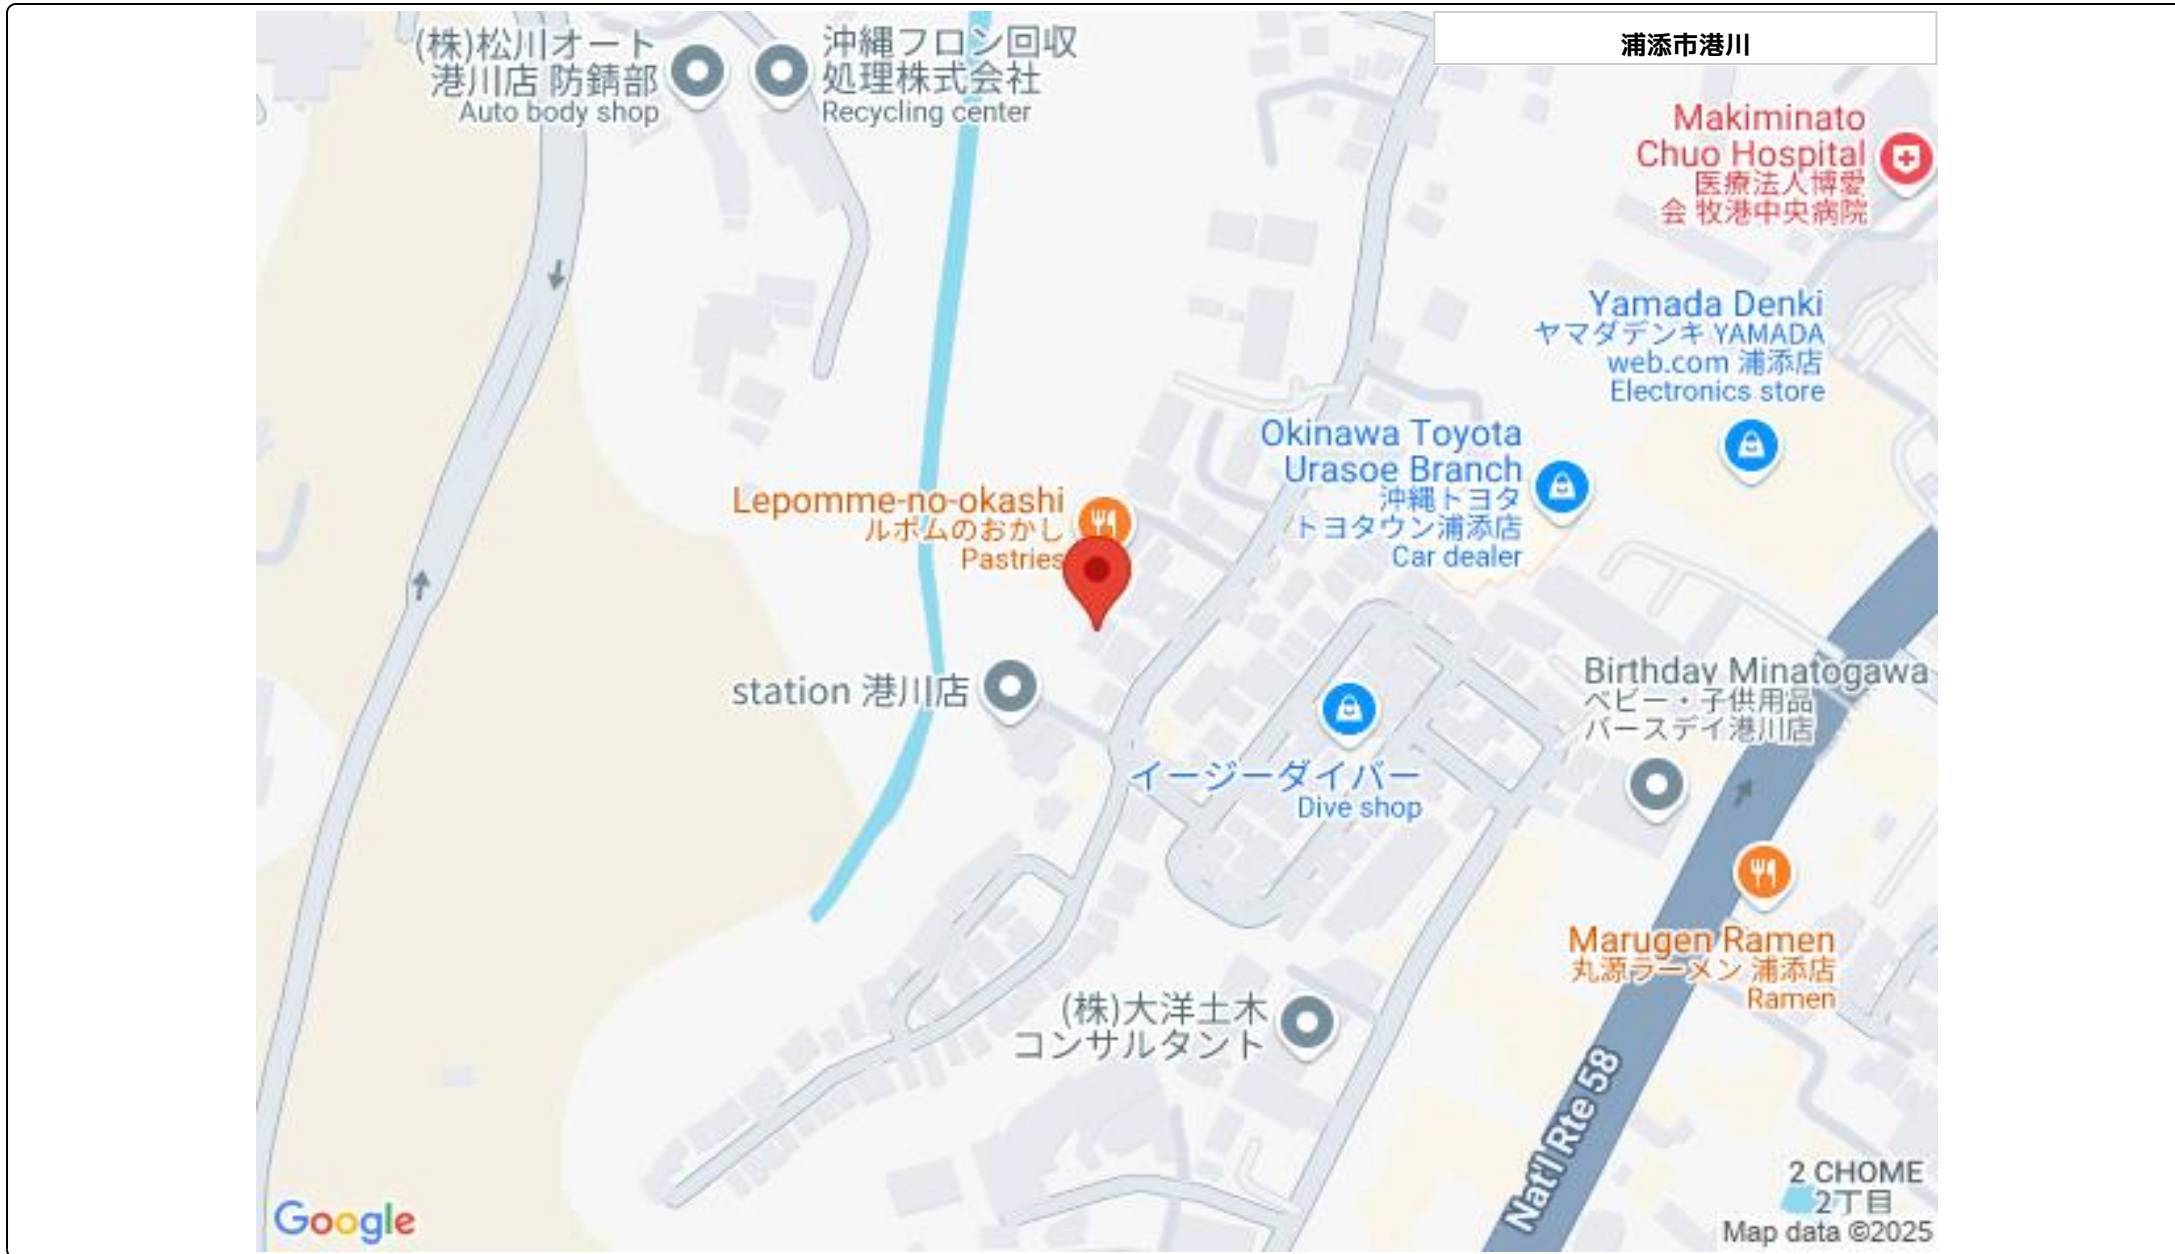 (株)松川オート
港川店 防錆部
Auto body shop
沖縄フロン回収
処理株式会社
Recycling center
浦添市港川
Makiminato
Chuo Hospital
医療法人博愛
会 牧港中央病院
Yamada Denki
ヤマダデンキ YAMADA
web.com 浦添店
Electronics store
Okinawa Toyota
Urasoe Branch
沖縄トヨタ
トヨタウン浦添店
Car dealer
Lepomme-no-okashi
ルポムのおかし
Pastries
station 港川店
Birthday Minatogawa
ベビー・子供用品
バースデイ港川店
イージーダイバー
Dive shop
Marugen Ramen
丸源ラーメン 浦添店
Ramen
(株)大洋土木
コンサルタント
Nat'l Rte 58
2 CHOME
2丁目
Google
Map data ©2025